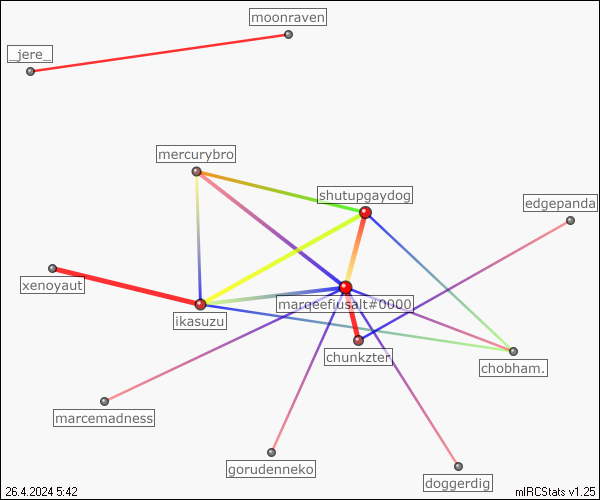 moonraven
_jere_
mercurybro
shutupgaydog
edgepanda
xenoyaut
marqeefiusalt#0000
ikasuzu
chunkzter
chobham.
marcemadness
gorudenneko
doggerdig
26.4.2024 5:42
mIRCStats v1.25